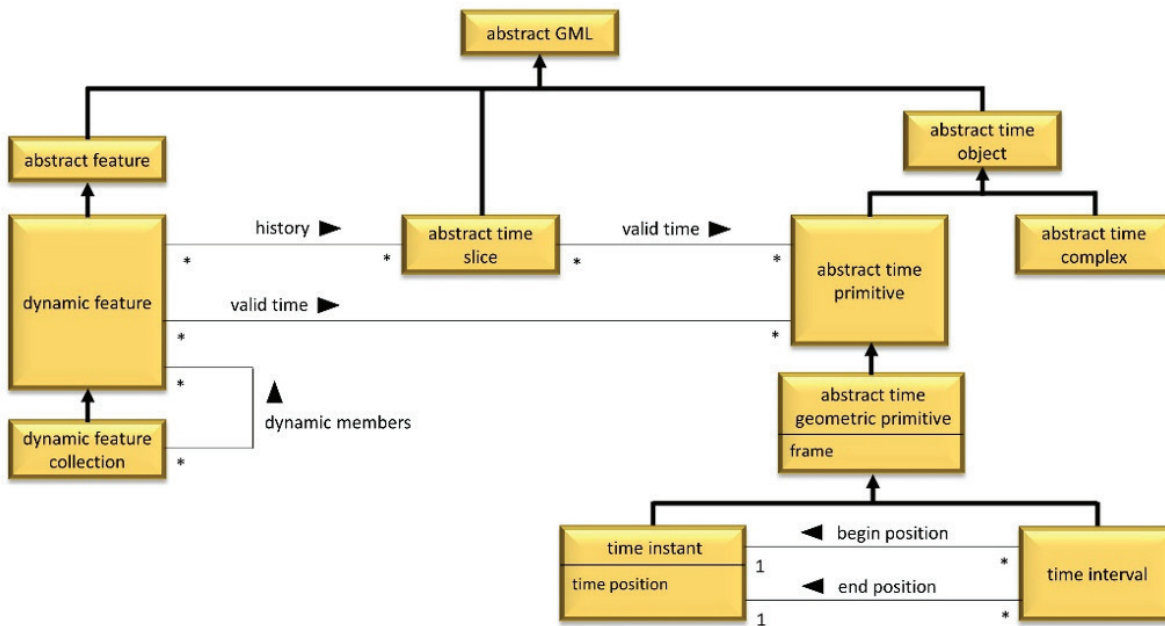 abstract GML
abstract feature
abstract time
object
dynamic feature
history ►
*
*
abstract time
slice
valid time ►
*
*
abstract time
primitive
abstract time
complex
valid time ►
*
*
*
▲
dynamic members
dynamic feature
collection
*
abstract time
geometric primitive
frame
time instant
time position
◄ begin position
1
*
◄ end position
1
*
time interval